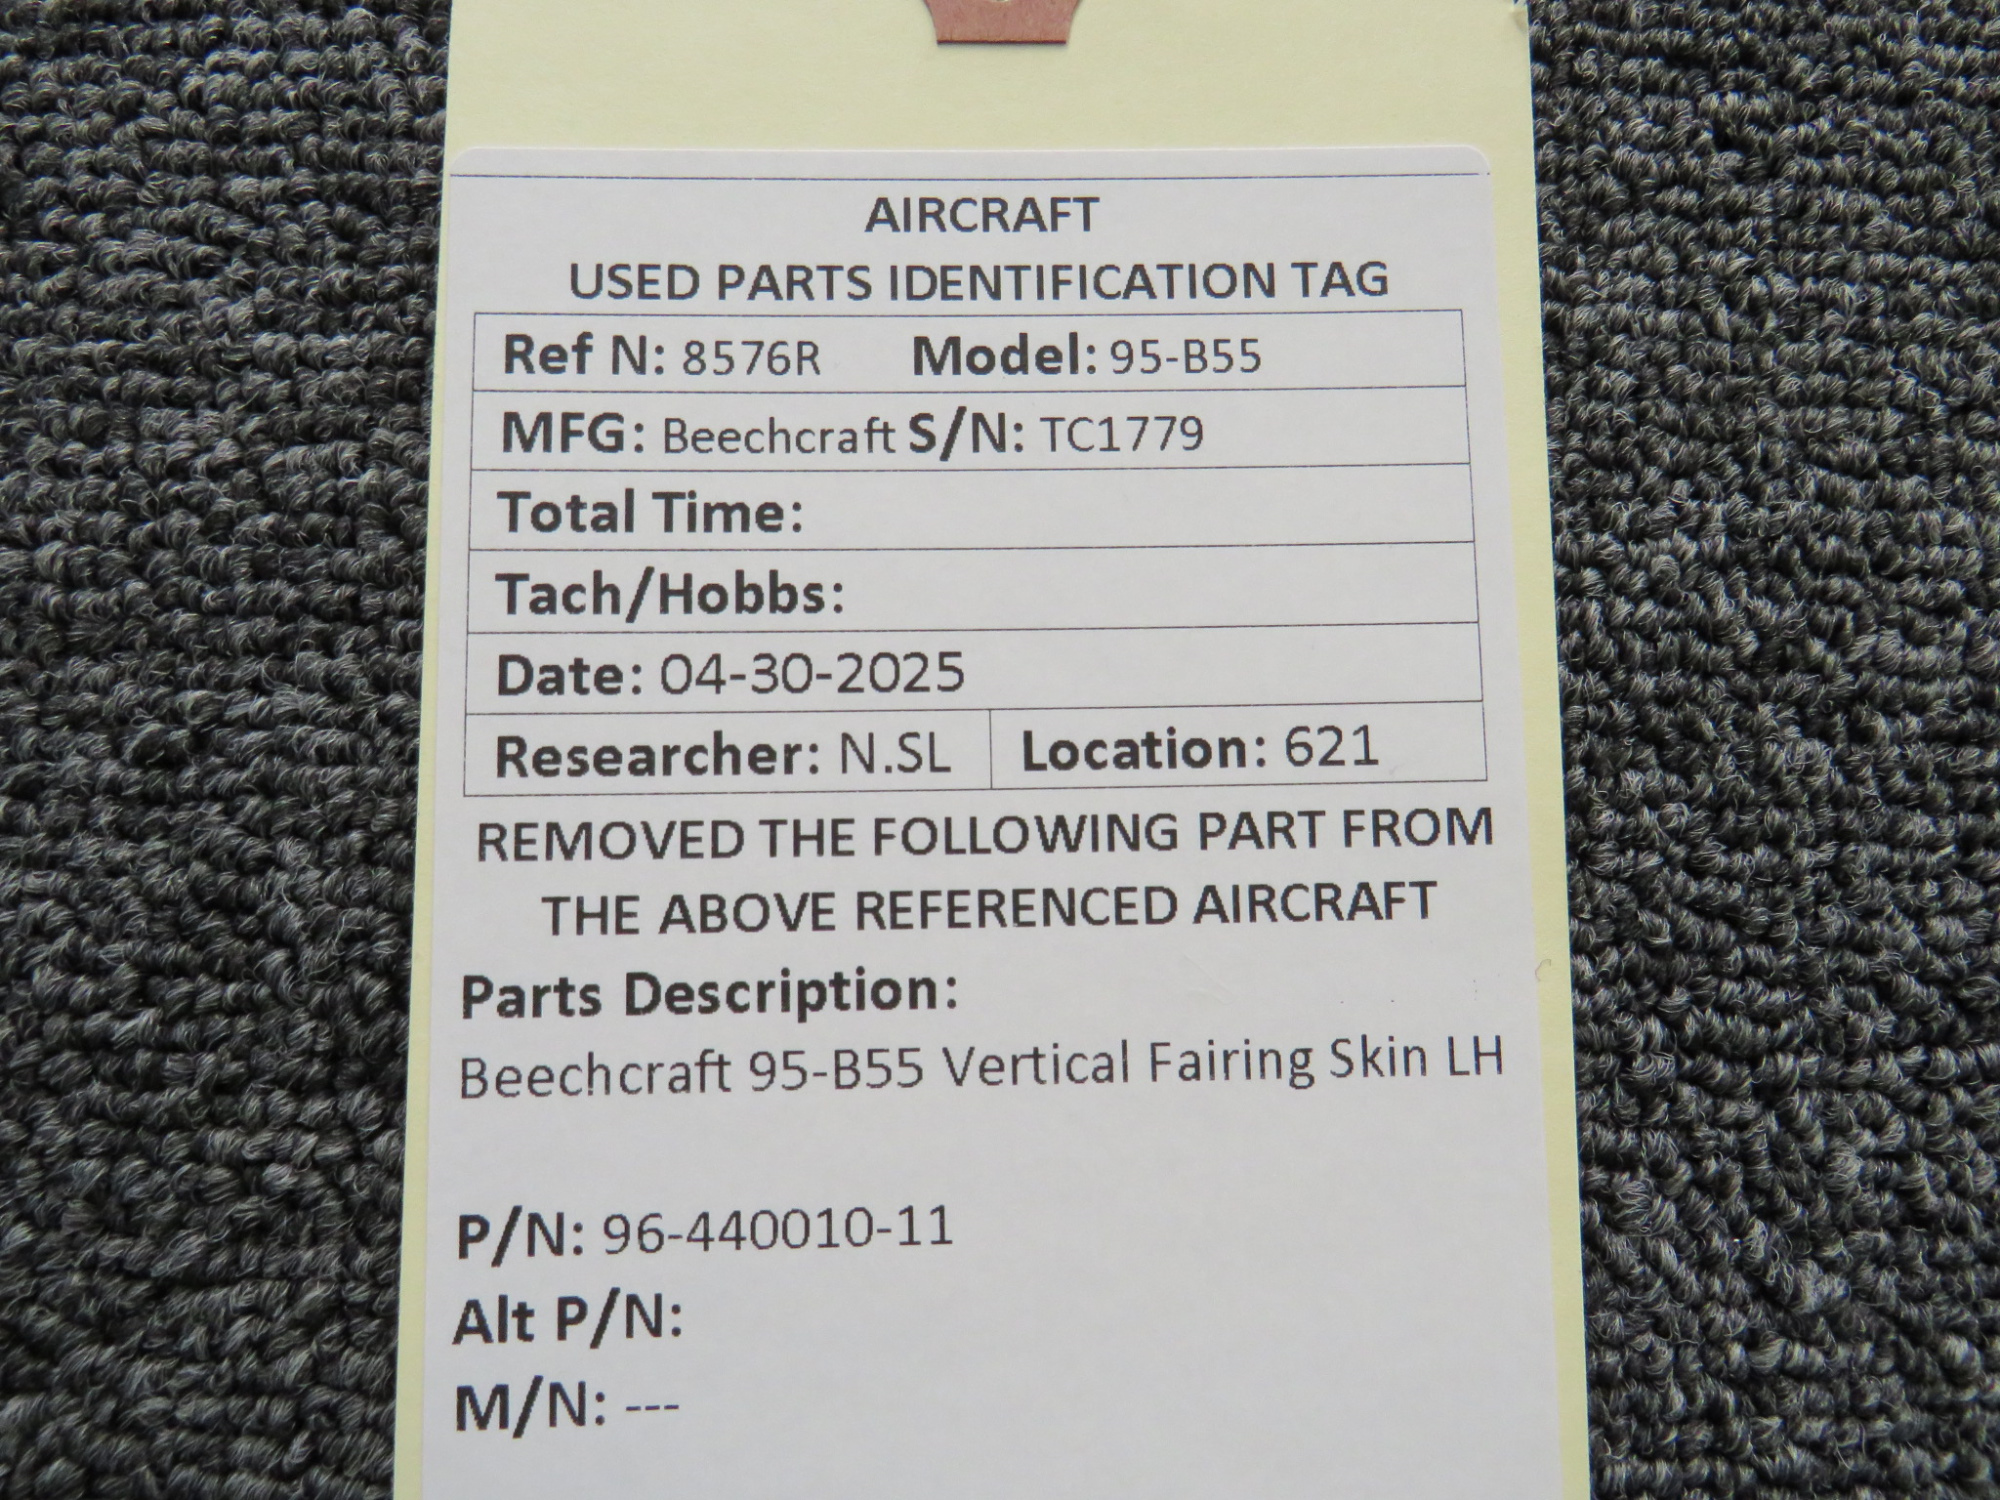 AIRCRAFT
USED PARTS IDENTIFICATION TAG
Ref N: 8576R Model: 95-B55
MFG: Beechcraft S/N: TC1779
Total Time:
Tach/Hobbs:
Date: 04-30-2025
Researcher: N.SL Location: 621
REMOVED THE FOLLOWING PART FROM
THE ABOVE REFERENCED AIRCRAFT
Parts Description:
Beechcraft 95-B55 Vertical Fairing Skin LH
P/N: 96-440010-11
Alt P/N:
M/N: ---